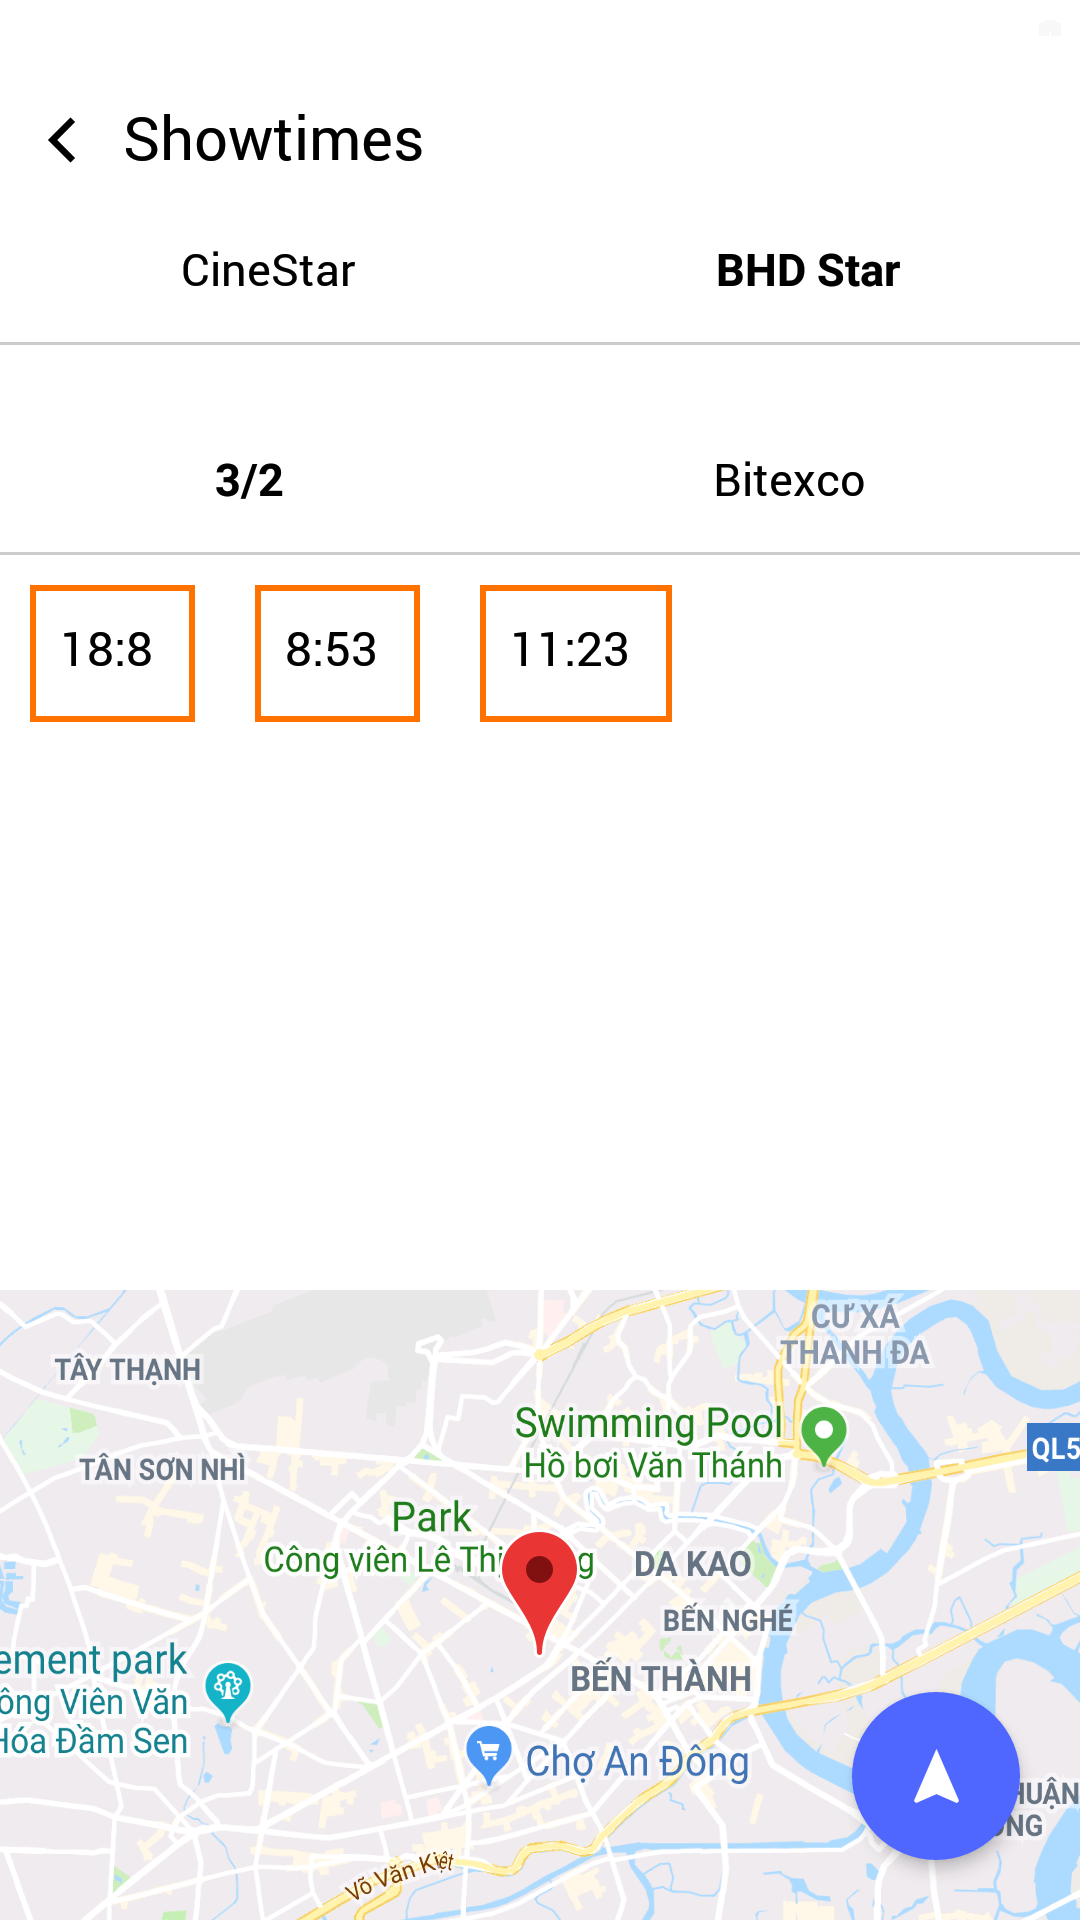 Showtimes
CineStar
BHD Star
3/2
Bitexco
18:8
8:53
11:23
CƯ XÁ
THANH ĐA
TÂY THẠNH
Swimming Pool
Hồ bơi Văn Thánh
QL5
TÂN SƠN NHÌ
Park
Công viên Lê Thị g
DA KAO
BẾN NGHÉ
ement park
ông Viên Văn
Hóa Đầm Sen
BẾN THÀNH
Chợ An Đông
HUẬN
ÔNG
Võ Văn Kiệt